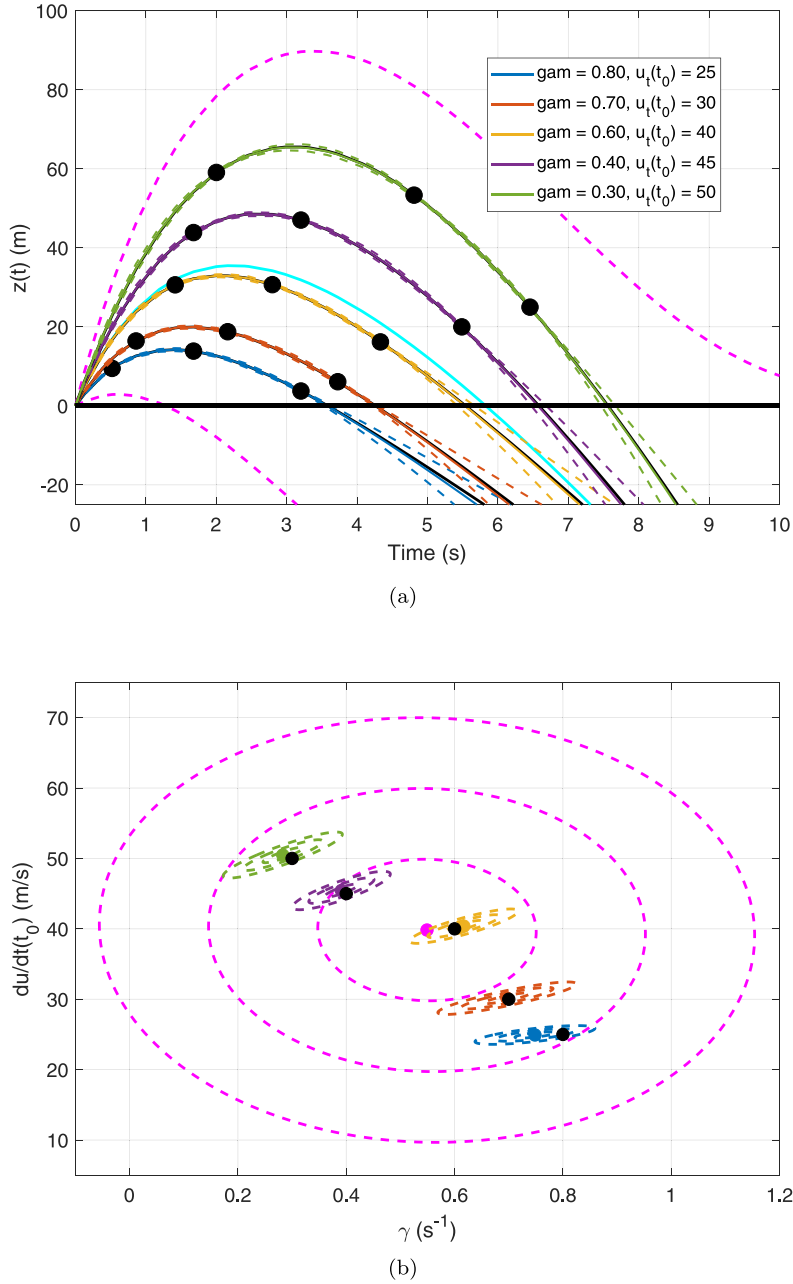 100
80
60
40
20
0
-20
z(t) (m)
gam = 0.80, u_t(t_0) = 25
gam = 0.70, u_t(t_0) = 30
gam = 0.60, u_t(t_0) = 40
gam = 0.40, u_t(t_0) = 45
gam = 0.30, u_t(t_0) = 50
0 1 2 3 4 5 6 7 8 9 10
Time (s)
(a)
70
60
50
40
30
20
10
du/dt(t_0) (m/s)
0 0.2 0.4 0.6 0.8 1 1.2
γ (s^-1)
(b)